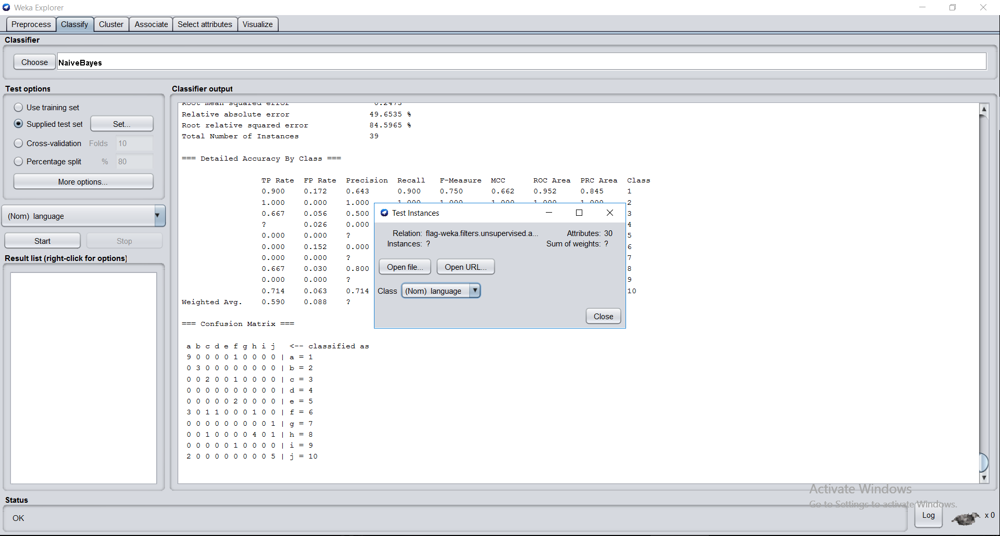 Weka Explorer
Preprocess Classify Cluster Associate Select attributes Visualize
Classifier
Choose NaiveBayes
Test options
Use training set
Supplied test set Set...
Cross-validation Folds 10
Percentage split % 80
More options...
(Nom) language
Start Stop
Result list (right-click for options)
Classifier output
Root mean squared error 0.2473
Relative absolute error 49.6535 %
Root relative squared error 84.5965 %
Total Number of Instances 39
=== Detailed Accuracy By Class ===
TP Rate FP Rate Precision Recall F-Measure MCC ROC Area PRC Area Class
0.900 0.172 0.643 0.900 0.750 0.662 0.952 0.845 1
1.000 0.000 1.000 1.000 1.000 1.000 1.000 1.000 2
0.667 0.056 0.500 3
? 0.026 0.000 4
0.000 0.000 ? 5
0.000 0.152 0.000 6
0.000 0.000 ? 7
0.667 0.030 0.800 8
0.000 0.000 ? 9
0.714 0.063 0.714 10
Weighted Avg. 0.590 0.088 ?
=== Confusion Matrix ===
a b c d e f g h i j <-- classified as
9 0 0 0 0 1 0 0 0 0 | a = 1
0 3 0 0 0 0 0 0 0 0 | b = 2
0 0 2 0 0 1 0 0 0 0 | c = 3
0 0 0 0 0 0 0 0 0 0 | d = 4
0 0 0 0 0 2 0 0 0 0 | e = 5
3 0 1 1 0 0 0 1 0 0 | f = 6
0 0 0 0 0 0 0 0 0 1 | g = 7
0 0 1 0 0 0 0 4 0 1 | h = 8
0 0 0 0 0 1 0 0 0 0 | i = 9
2 0 0 0 0 0 0 0 0 5 | j = 10
Test Instances
Relation: flag-weka.filters.unsupervised.a... Attributes: 30
Instances: ? Sum of weights: ?
Open file... Open URL...
Class (Nom) language
Close
Activate Windows
Go to Settings to activate Windows.
Status
OK
Log x 0